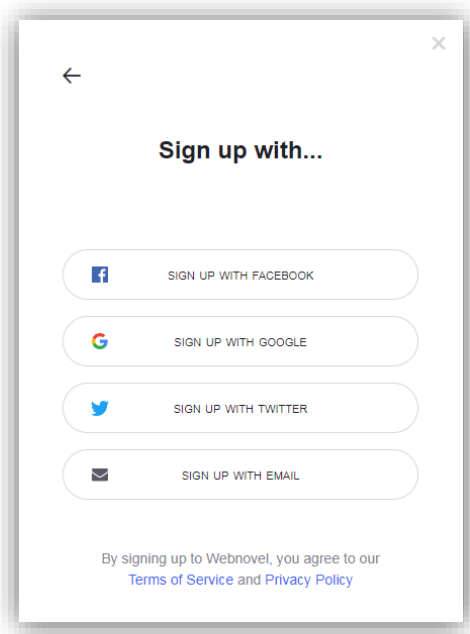 Sign up with...
SIGN UP WITH FACEBOOK
SIGN UP WITH GOOGLE
SIGN UP WITH TWITTER
SIGN UP WITH EMAIL
By signing up to Webnovel, you agree to our
Terms of Service and Privacy Policy